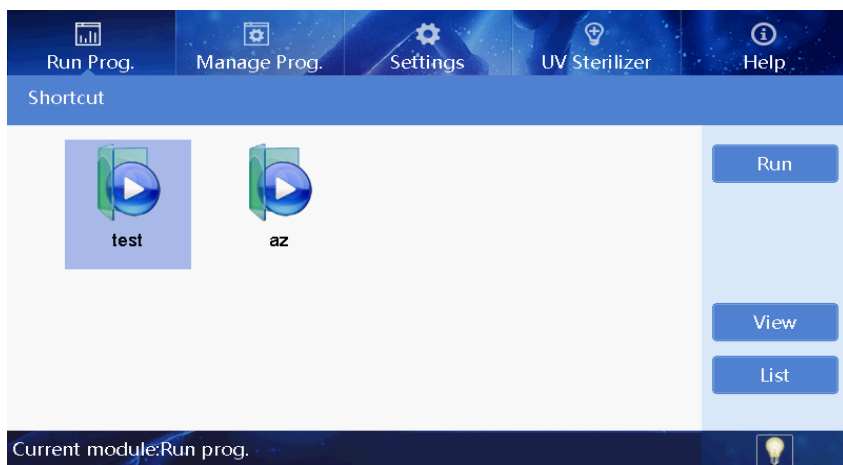 Run Prog. Manage Prog. Settings UV Sterilizer Help
Shortcut
test az
Run
View
List
Current module:Run prog.